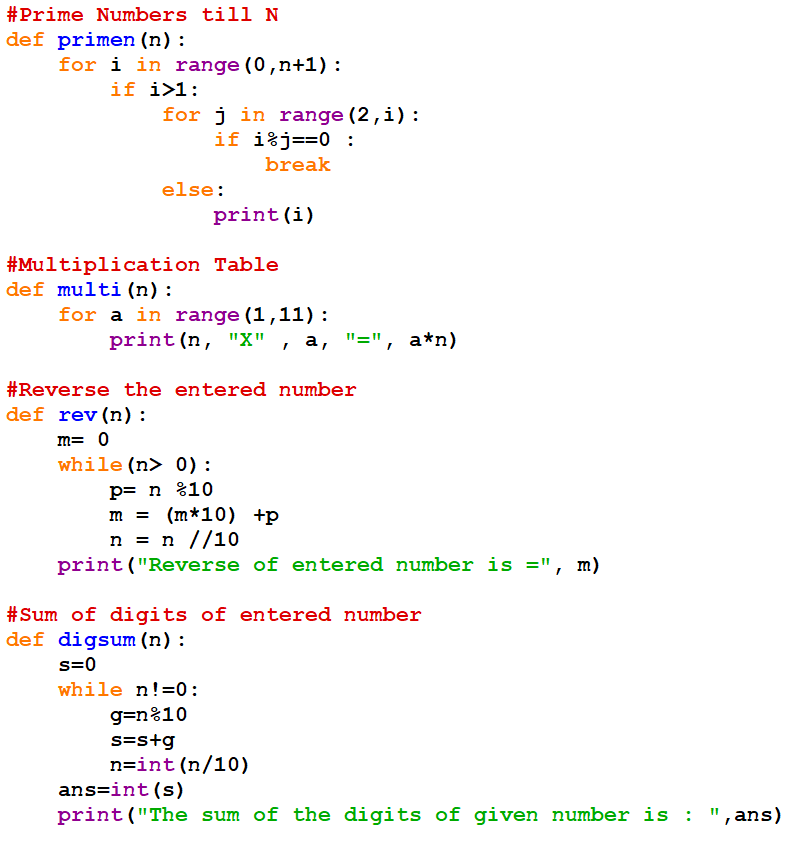 #Prime Numbers till N
def primen(n):
    for i in range(0,n+1):
        if i>1:
            for j in range(2,i):
                if i%j==0 :
                    break
            else:
                print(i)

#Multiplication Table
def multi(n):
    for a in range(1,11):
        print(n, "X" , a, "=", a*n)

#Reverse the entered number
def rev(n):
    m= 0
    while(n> 0):
        p= n %10
        m = (m*10) +p
        n = n //10
    print("Reverse of entered number is =", m)

#Sum of digits of entered number
def digsum(n):
    s=0
    while n!=0:
        g=n%10
        s=s+g
        n=int(n/10)
    ans=int(s)
    print("The sum of the digits of given number is : ",ans)